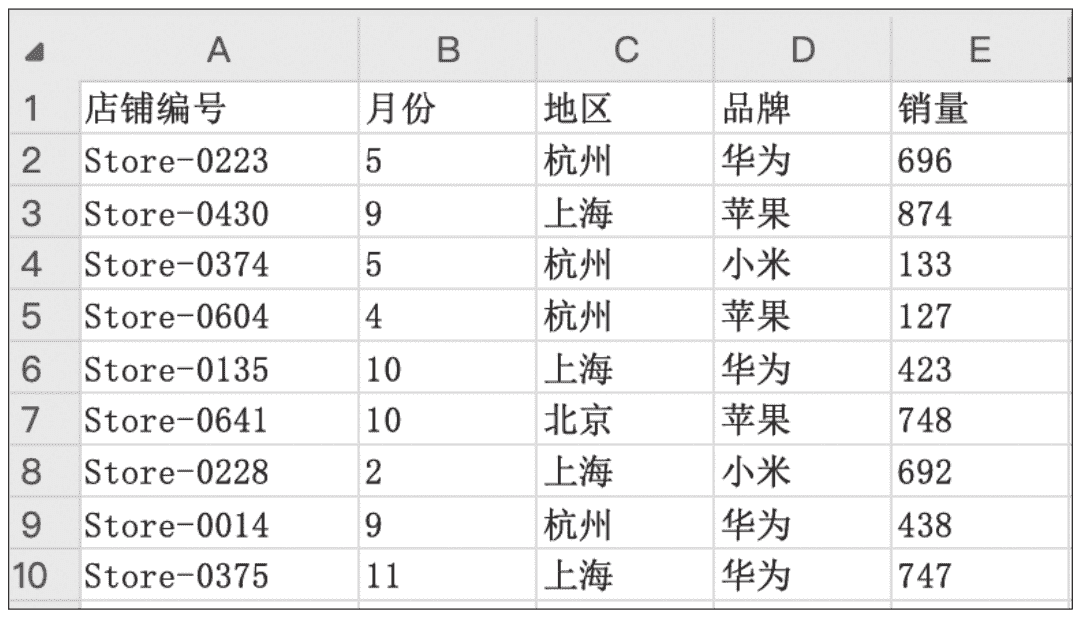 A B C D E
1 店铺编号 月份 地区 品牌 销量
2 Store-0223 5 杭州 华为 696
3 Store-0430 9 上海 苹果 874
4 Store-0374 5 杭州 小米 133
5 Store-0604 4 杭州 苹果 127
6 Store-0135 10 上海 华为 423
7 Store-0641 10 北京 苹果 748
8 Store-0228 2 上海 小米 692
9 Store-0014 9 杭州 华为 438
10 Store-0375 11 上海 华为 747